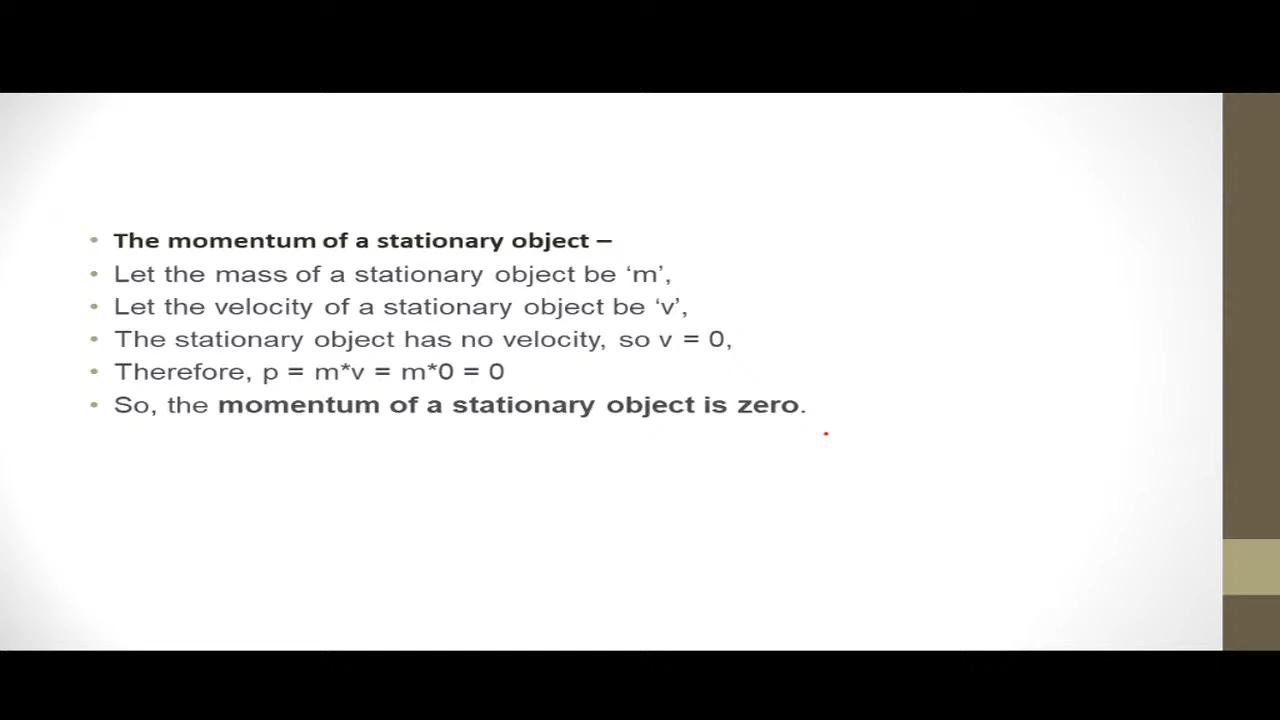 • The momentum of a stationary object –
• Let the mass of a stationary object be ‘m’,
• Let the velocity of a stationary object be ‘v’,
• The stationary object has no velocity, so v = 0,
• Therefore, p = m*v = m*0 = 0
• So, the momentum of a stationary object is zero.